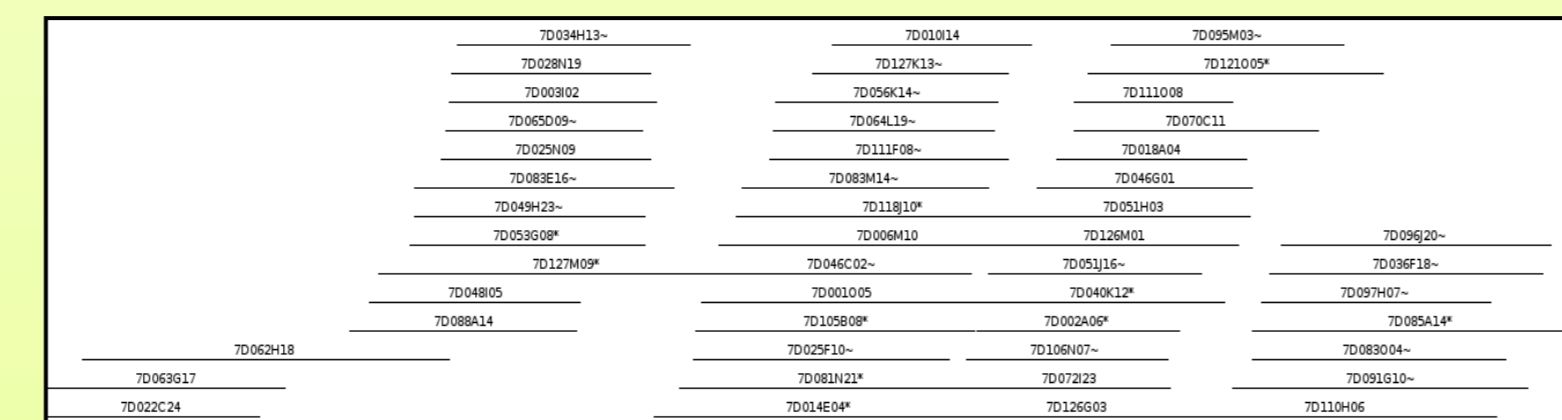 7D034H13~ 7D010I14 7D095M03~
7D028N19 7D127K13~ 7D121O05*
7D003I02 7D056K14~ 7D111O08
7D065D09~ 7D064L19~ 7D070C11
7D025N09 7D111F08~ 7D018A04
7D083E16~ 7D083M14~ 7D046G01
7D049H23~ 7D118J10* 7D051H03
7D053G08* 7D006M10 7D126M01 7D096J20~
7D127M09* 7D046C02~ 7D051J16~ 7D036F18~
7D048I05 7D001O05 7D040K12* 7D097H07~
7D088A14 7D105B08* 7D002A06* 7D085A14*
7D062H18 7D025F10~ 7D106N07~ 7D083O04~
7D063G17 7D081N21* 7D072I23 7D091G10~
7D022C24 7D014E04* 7D126G03 7D110H06